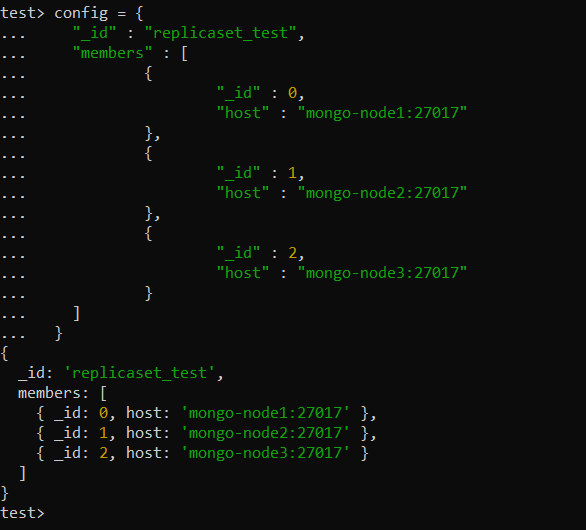 test> config = {
...     "_id" : "replicaset_test",
...     "members" : [
...             {
...                     "_id" : 0,
...                     "host" : "mongo-node1:27017"
...             },
...             {
...                     "_id" : 1,
...                     "host" : "mongo-node2:27017"
...             },
...             {
...                     "_id" : 2,
...                     "host" : "mongo-node3:27017"
...             }
...     ]
...   }
{
  _id: 'replicaset_test',
  members: [
    { _id: 0, host: 'mongo-node1:27017' },
    { _id: 1, host: 'mongo-node2:27017' },
    { _id: 2, host: 'mongo-node3:27017' }
  ]
}
test>